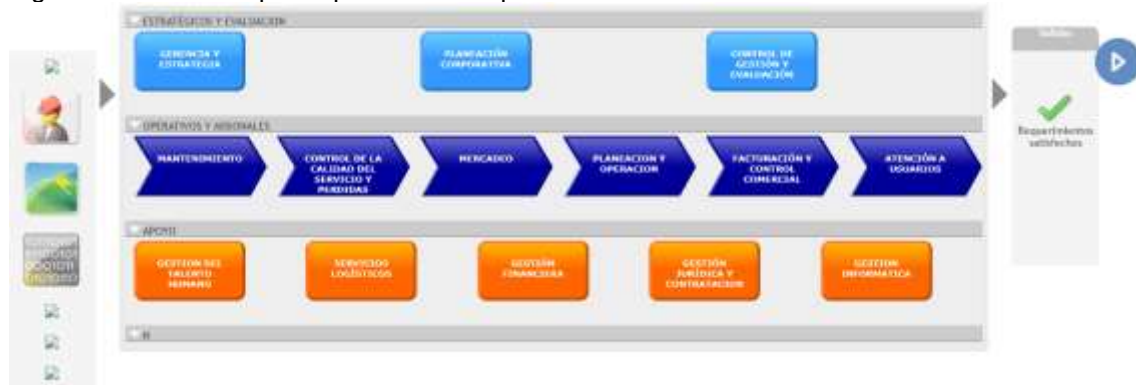 ESTRATÉGICOS Y EVALUACION
GERENCIA Y
ESTRATEGIA
PLANEACIÓN
CORPORATIVA
CONTROL DE
GESTIÓN Y
EVALUACIÓN
OPERATIVOS Y MISIONALES
MANTENIMIENTO
CONTROL DE LA
CALIDAD DEL
SERVICIO Y
PERDIDAS
MERCADEO
PLANEACION Y
OPERACION
FACTURACIÓN Y
CONTROL
COMERCIAL
ATENCIÓN A
USUARIOS
APOYO
GESTION DEL
TALENTO
HUMANO
SERVICIOS
LOGÍSTICOS
GESTIÓN
FINANCIERA
GESTIÓN
JURÍDICA Y
CONTRATACION
GESTION
INFORMATICA
Salidas
Requerimientos
satisfechos